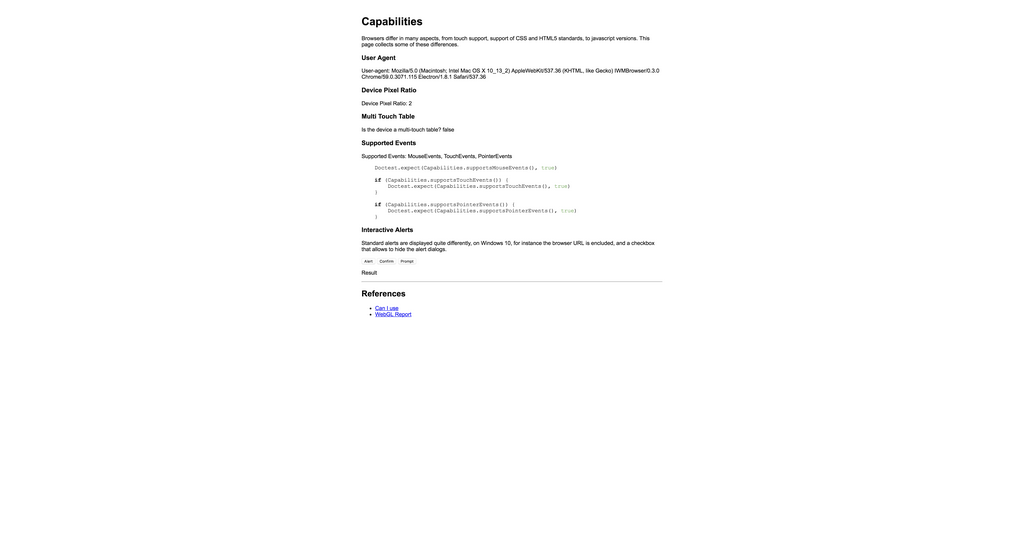 Capabilities
Browsers differ in many aspects, from touch support, support of CSS and HTML5 standards, to javascript versions. This
page collects some of these differences.
User Agent
User-agent: Mozilla/5.0 (Macintosh; Intel Mac OS X 10_13_2) AppleWebKit/537.36 (KHTML, like Gecko) IWMBrowser/0.3.0
Chrome/59.0.3071.115 Electron/1.8.1 Safari/537.36
Device Pixel Ratio
Device Pixel Ratio: 2
Multi Touch Table
Is the device a multi-touch table? false
Supported Events
Supported Events: MouseEvents, TouchEvents, PointerEvents
Doctest.expect(Capabilities.supportsMouseEvents(), true)
if (Capabilities.supportsTouchEvents()) {
Doctest.expect(Capabilities.supportsTouchEvents(), true)
}
if (Capabilities.supportsPointerEvents()) {
Doctest.expect(Capabilities.supportsPointerEvents(), true)
}
Interactive Alerts
Standard alerts are displayed quite differently, on Windows 10, for instance the browser URL is encluded, and a checkbox
that allows to hide the alert dialogs.
Alert Confirm Prompt
Result
References
Can I use
WebGL Report